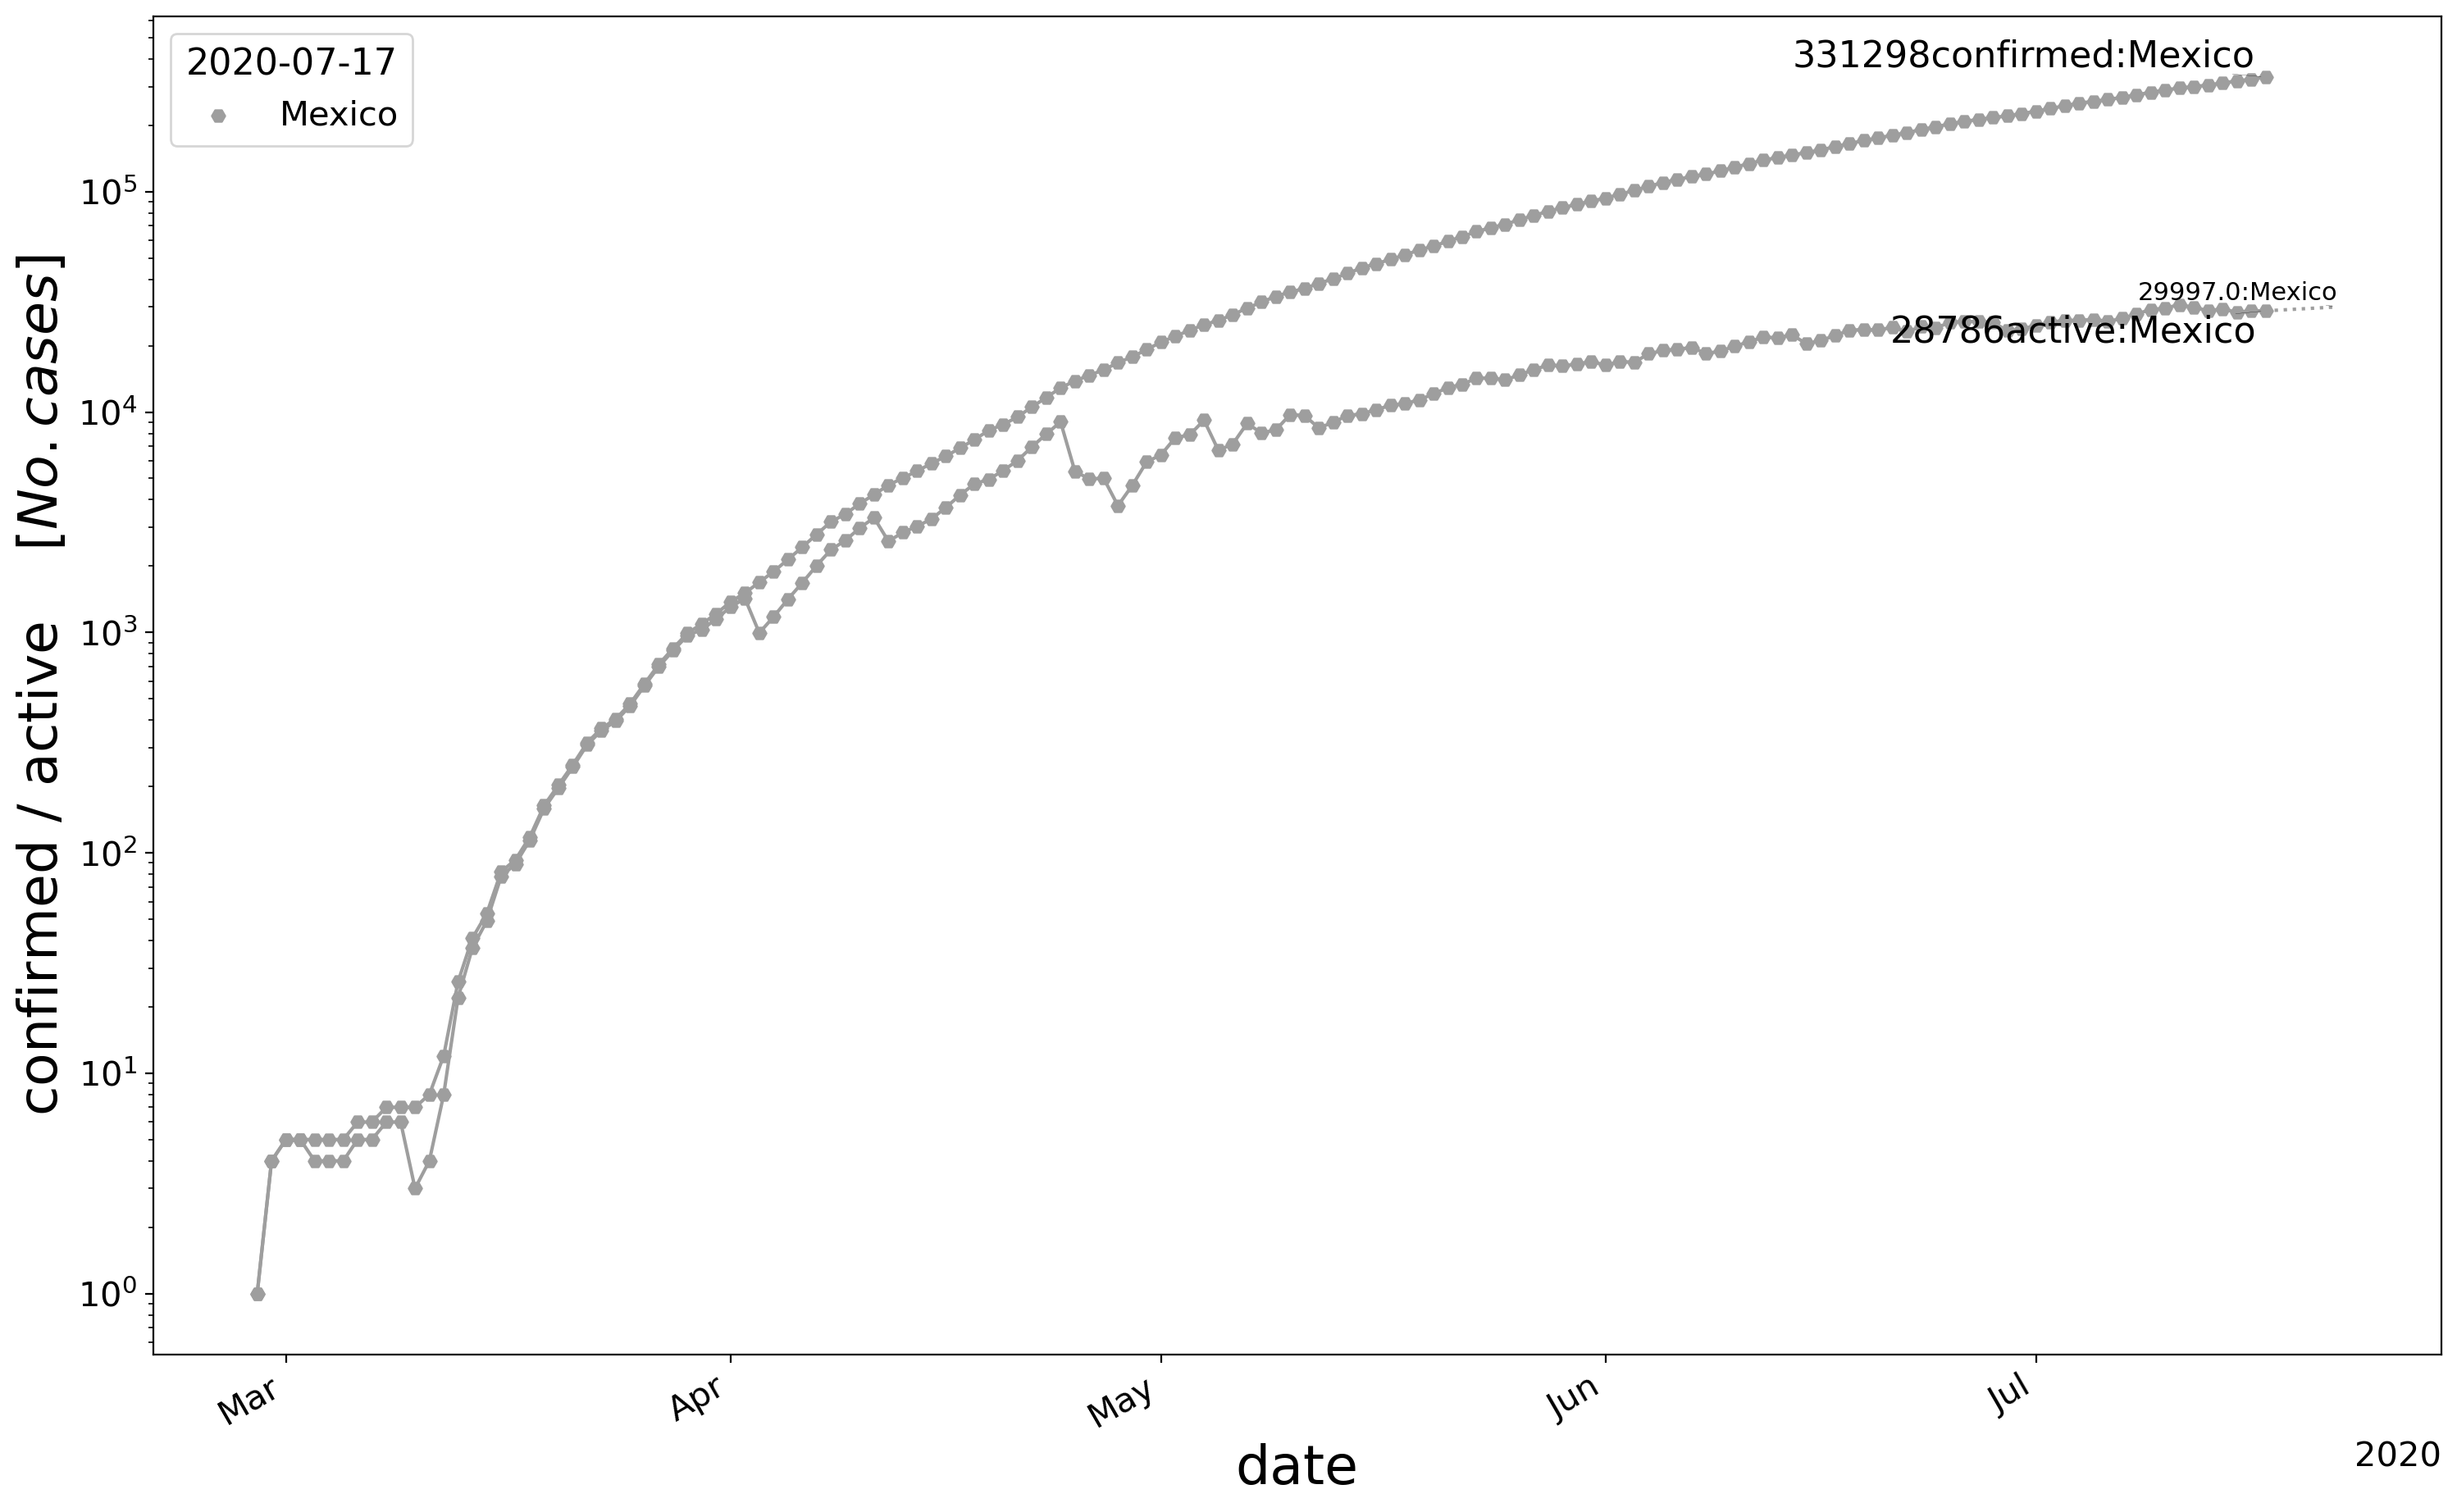 2020-07-17
Mexico
331298confirmed:Mexico
29997.0:Mexico
28786active:Mexico
confirmed / active [No. cases]
10^5
10^4
10^3
10^2
10^1
10^0
Mar
Apr
May
Jun
Jul
2020
date